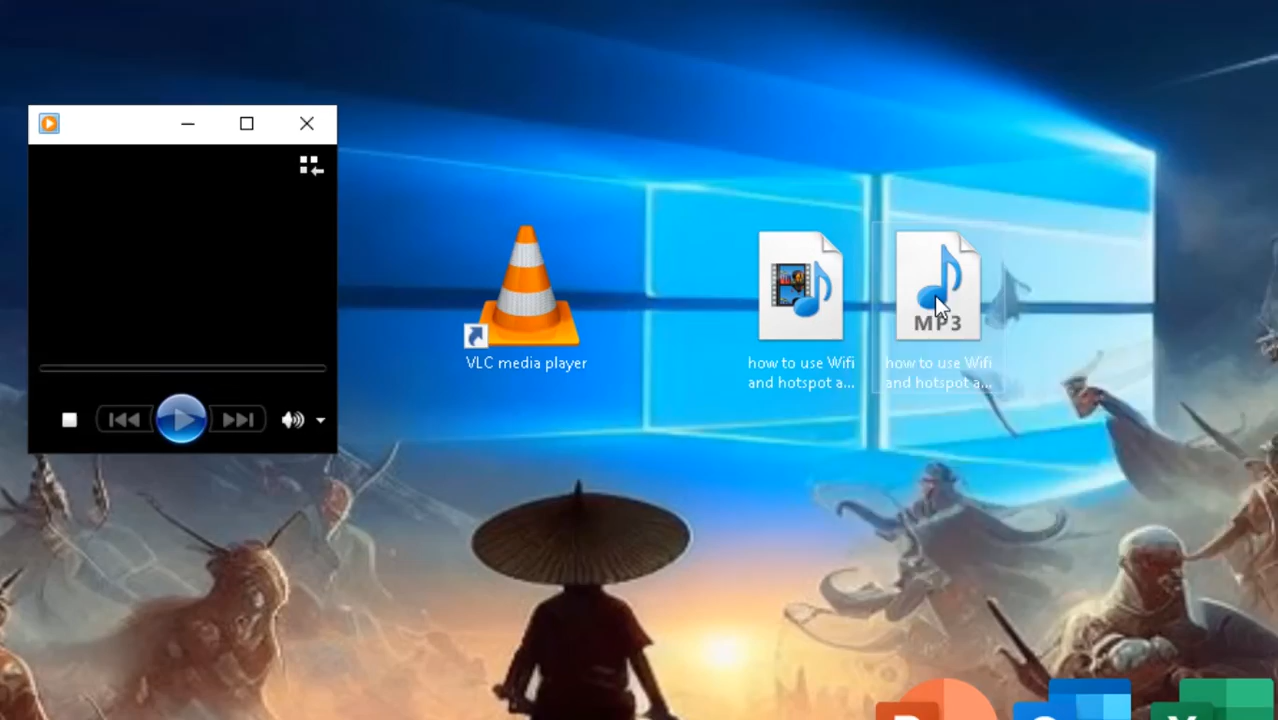 MP3
VLC media player
how to use Wifi
and hotspot a...
how to use Wifi
and hotspot a...